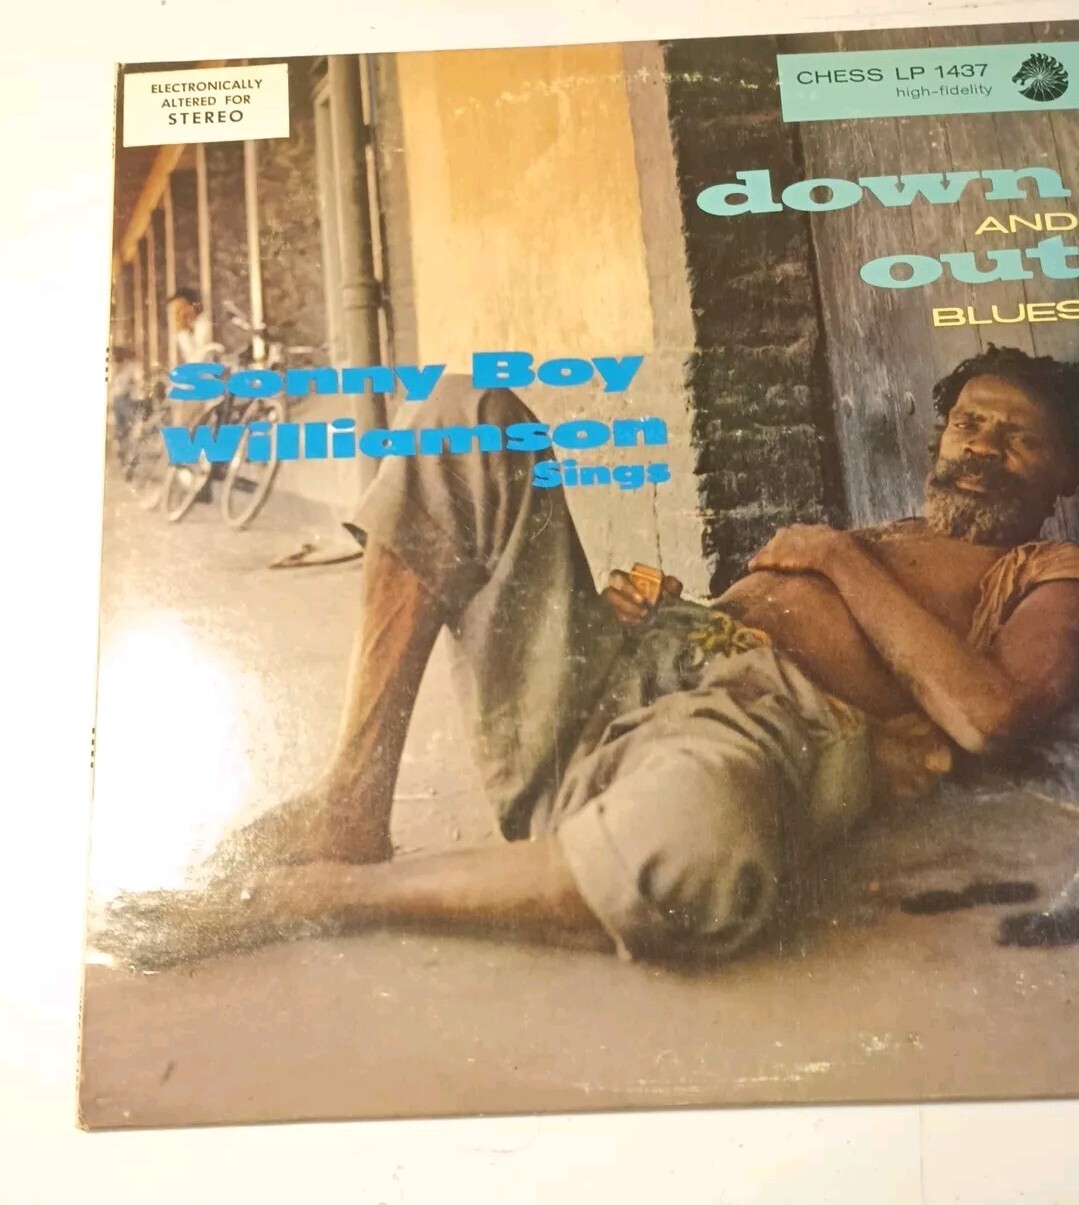 ELECTRONICALLY
ALTERED FOR
STEREO
CHESS LP 1437
high-fidelity
down
AND
out
BLUES
Sonny Boy
Williamson
Sings